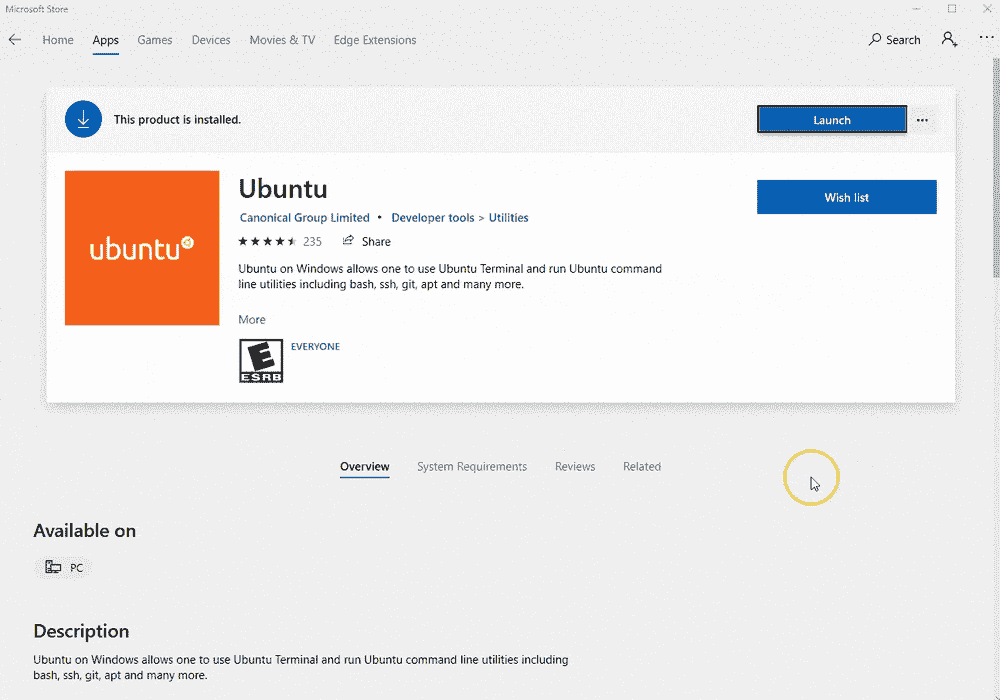 Microsoft Store
Home Apps Games Devices Movies & TV Edge Extensions Search
This product is installed.
Launch
Ubuntu
Wish list
Canonical Group Limited • Developer tools > Utilities
ubuntu
235 Share
Ubuntu on Windows allows one to use Ubuntu Terminal and run Ubuntu command
line utilities including bash, ssh, git, apt and many more.
More
E
ESRB
EVERYONE
Overview System Requirements Reviews Related
Available on
PC
Description
Ubuntu on Windows allows one to use Ubuntu Terminal and run Ubuntu command line utilities including
bash, ssh, git, apt and many more.